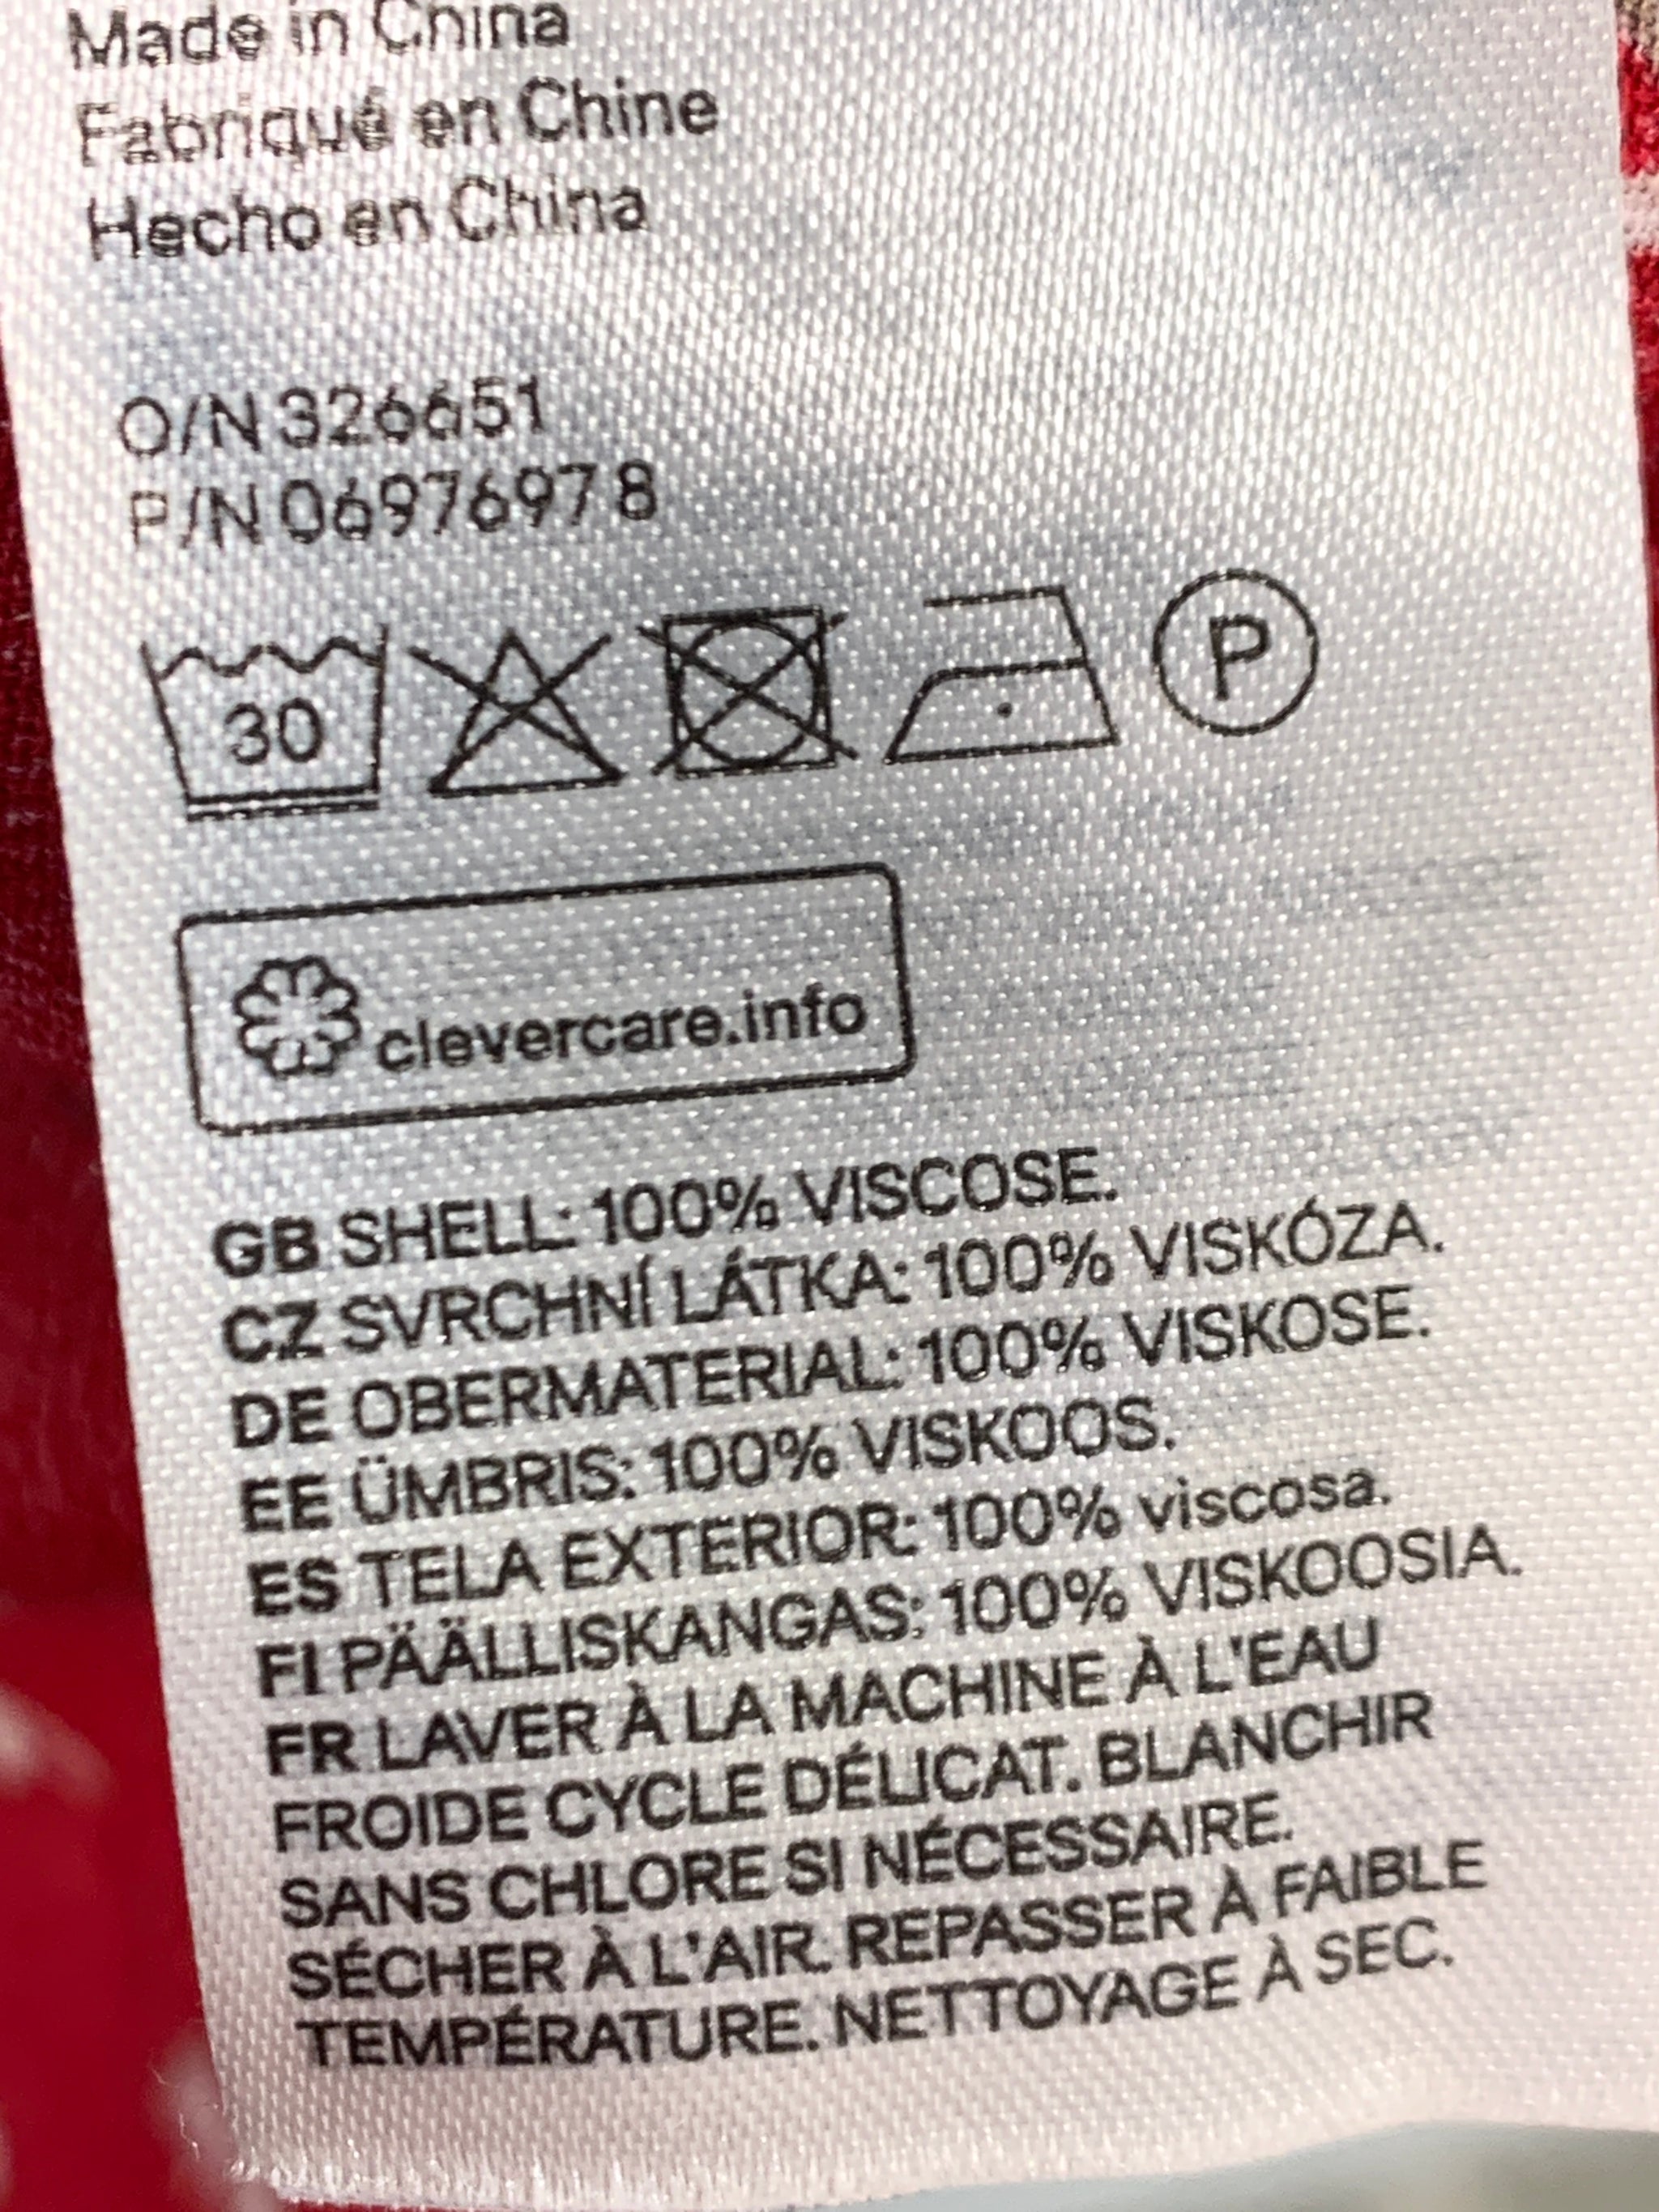 Made in China
Fabriqué en Chine
Hecho en China
O/N 326651
P/N 06976978
30
P
clevercare.info
GB SHELL: 100% VISCOSE.
CZ SVRCHNÍ LÁTKA: 100% VISKÓZA.
DE OBERMATERIAL: 100% VISKOSE.
EE ÜMBRIS: 100% VISKOOS.
ES TELA EXTERIOR: 100% viscosa.
FI PÄÄLLISKANGAS: 100% VISKOOSIA.
FR LAVER À LA MACHINE À L'EAU
FROIDE CYCLE DÉLICAT. BLANCHIR
SANS CHLORE SI NÉCESSAIRE.
SÉCHER À L'AIR. REPASSER À FAIBLE
TEMPÉRATURE. NETTOYAGE À SEC.